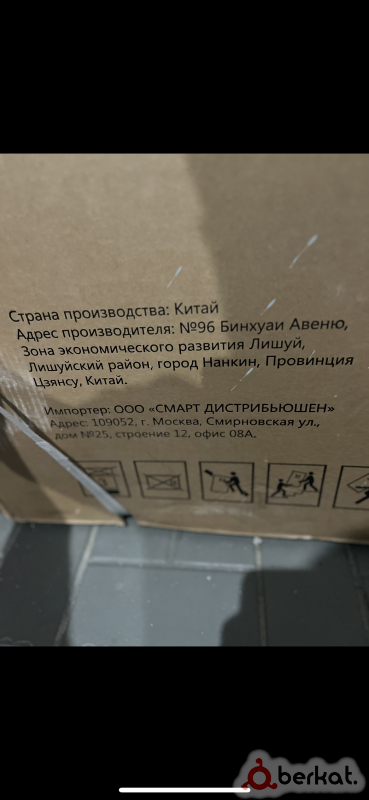 Страна производства: Китай
Адрес производителя: №96 Бинхуаи Авеню,
Зона экономического развития Лишуй,
Лишуйский район, город Нанкин, Провинция
Цзянсу, Китай.
Импортер: ООО «СМАРТ ДИСТРИБЬЮШЕН»
Адрес: 109052, г. Москва, Смирновская ул.,
дом №25, строение 12, офис 08А.
berkat.